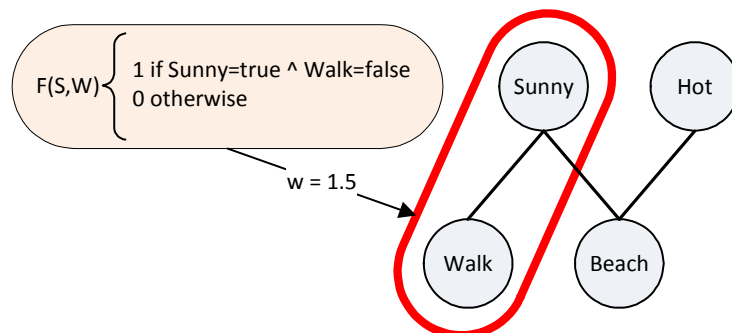 F(S,W)
1 if Sunny=true ^ Walk=false
0 otherwise
w = 1.5
Sunny
Hot
Walk
Beach